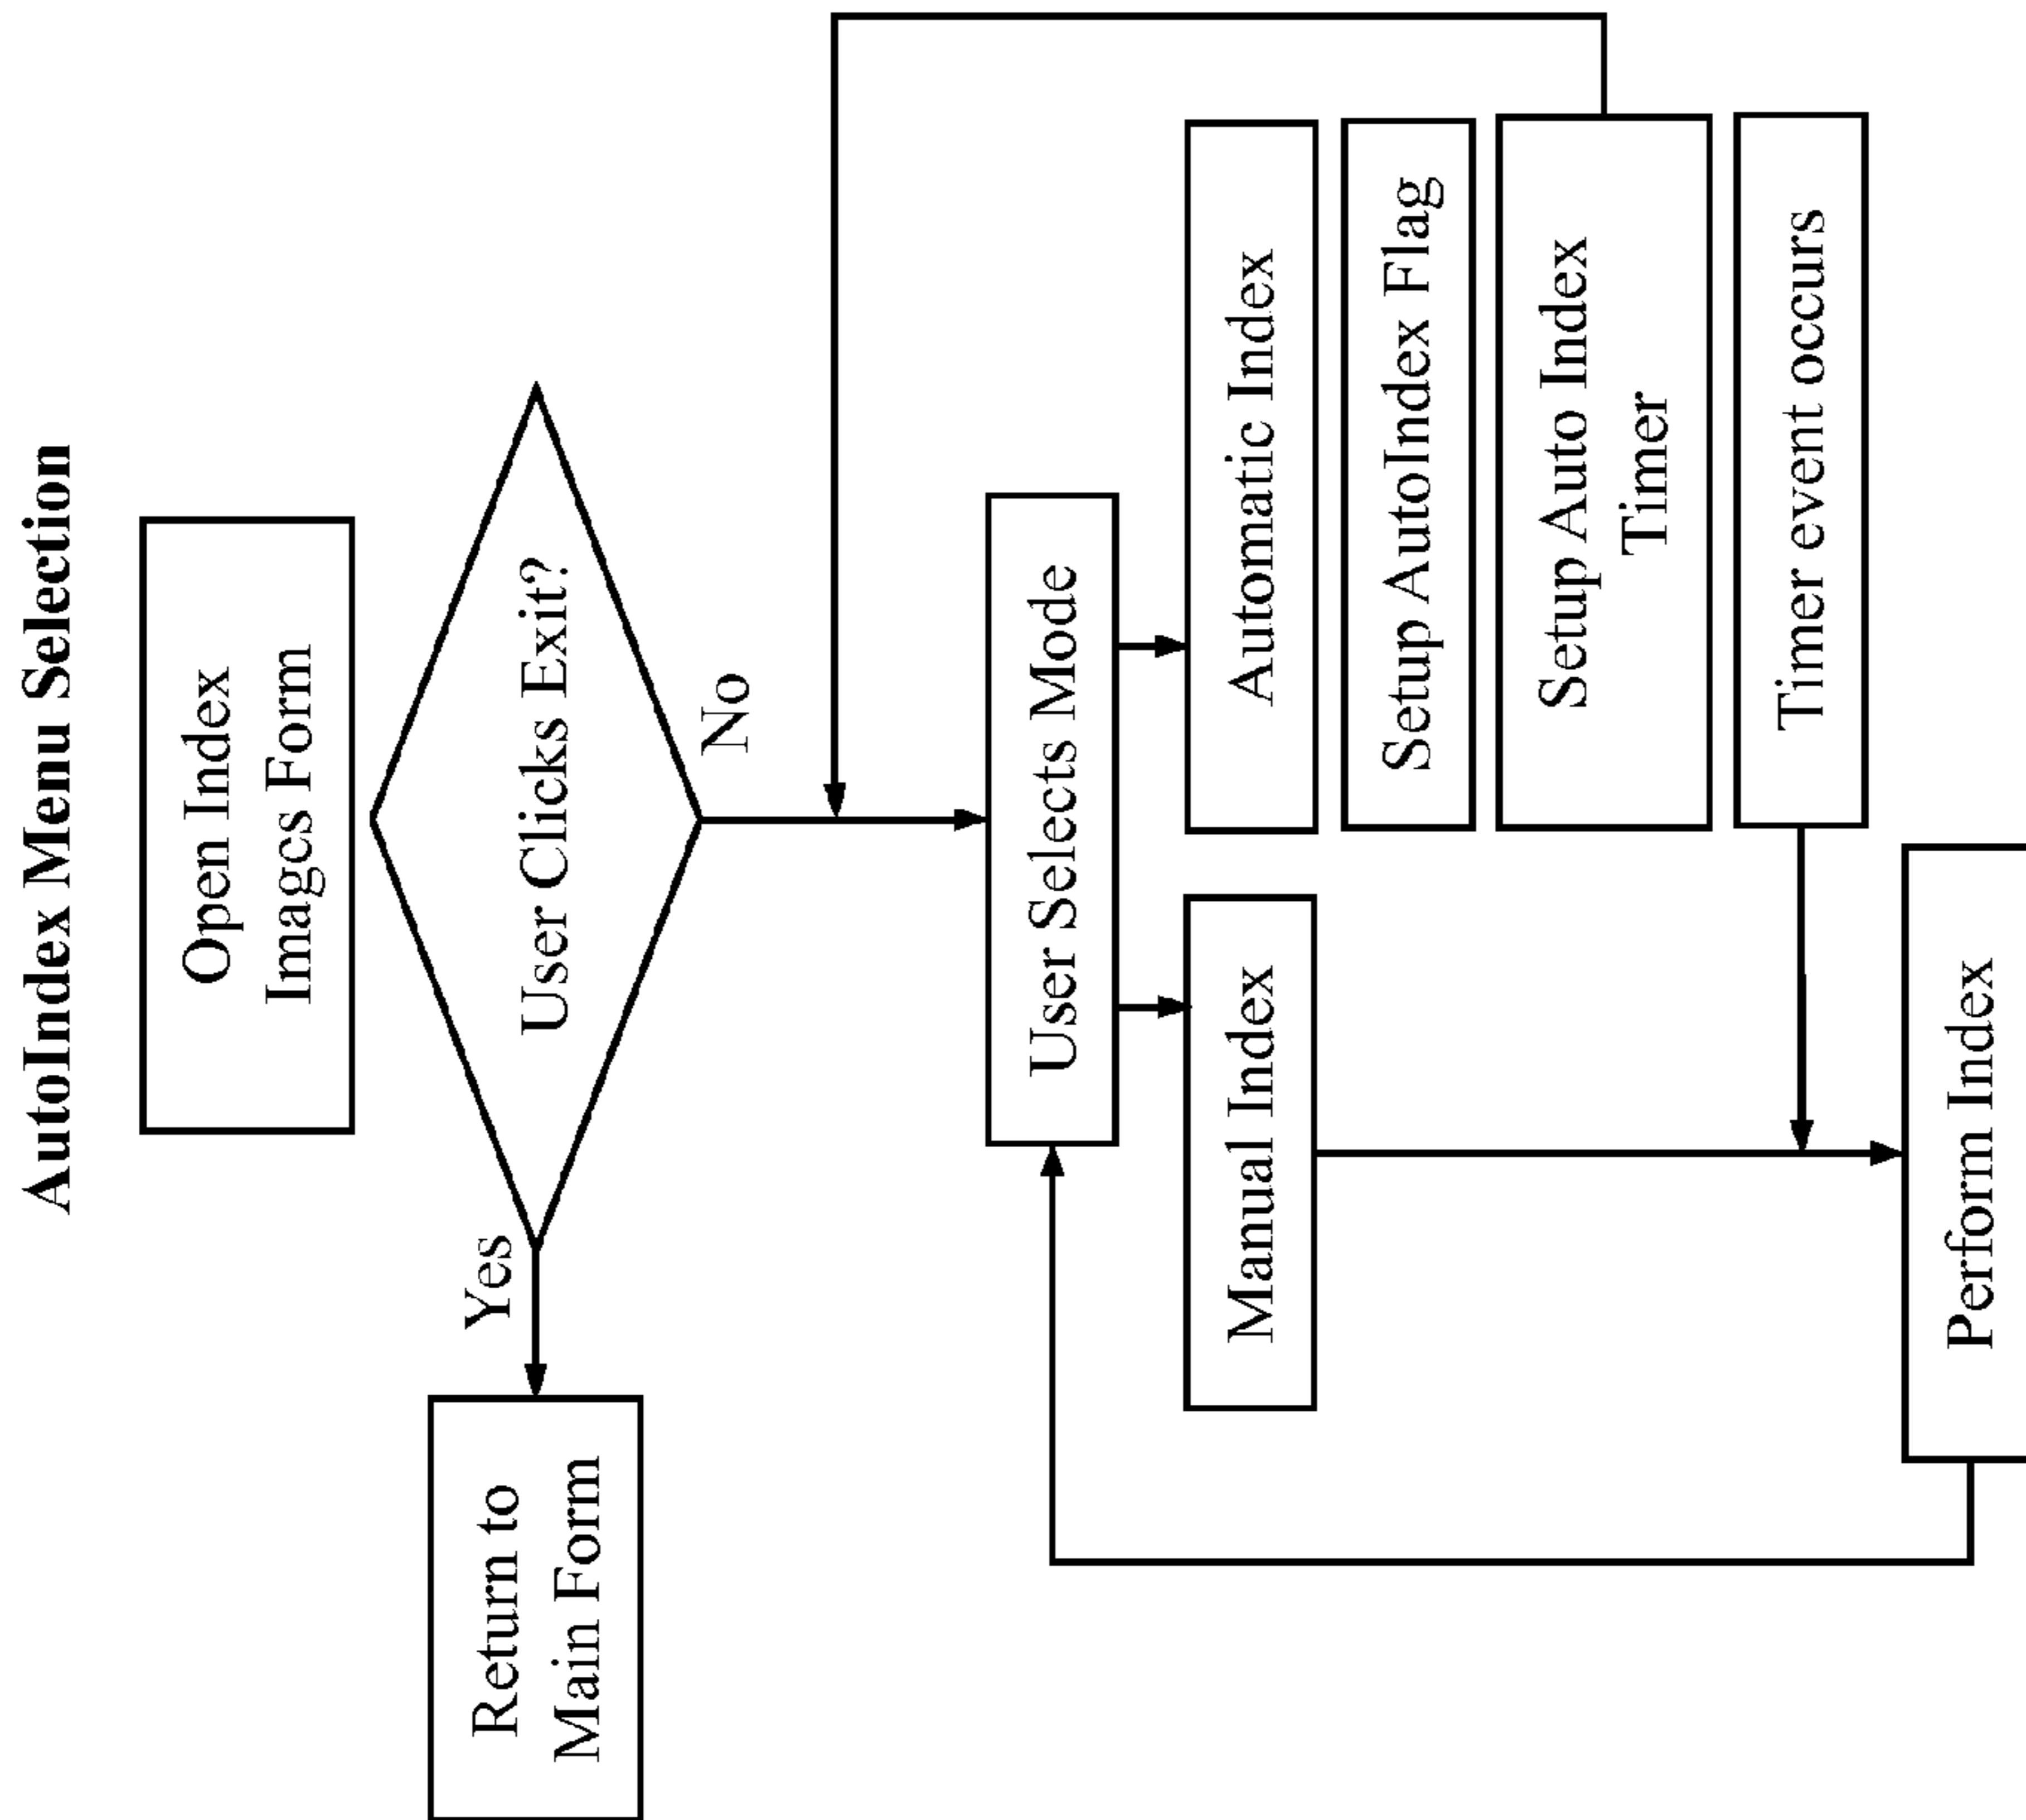 AutoIndex Menu Selection
Open Index
Images Form
User Clicks Exit?
Yes
No
Return to
Main Form
User Selects Mode
Manual Index
Automatic Index
Setup AutoIndex Flag
Setup Auto Index
Timer
Timer event occurs
Perform Index